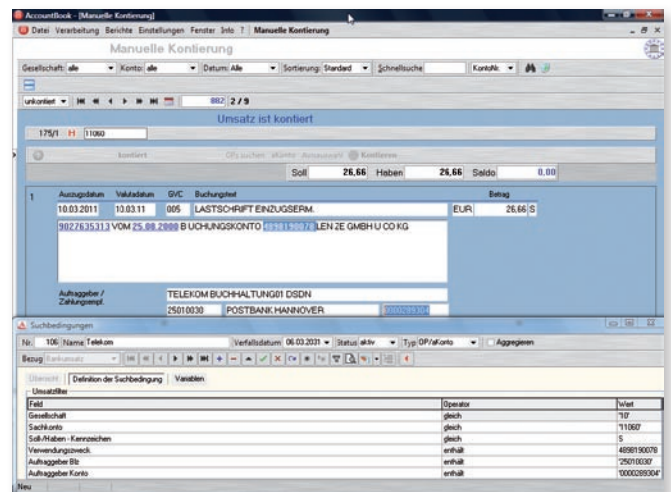 AccountBook - [Manuelle Kontierung]
Datei Verarbeitung Berichte Einstellungen Fenster Info ? Manuelle Kontierung
Manuelle Kontierung
Gesellschaft: alle Konto: alle Datum: Alle Sortierung: Standard Schnellsuche KontoNr.
unkontiert 882 2 / 9
Umsatz ist kontiert
175/1 H 11060
kontiert OPs suchen aKonto Kontieren
Soll 26,66 Haben 26,66 Saldo 0,00
1 Auszugsdatum Valutadatum GVC Buchungstext Betrag
10.03.2011 10.03.11 005 LASTSCHRIFT EINZUGSERM. EUR 26,66 S
9027635313 VOM 25.08.2000 BUCHUNGSKONTO 4898190078 LENZE GMBH U CO KG
Auftraggeber / Zahlungsempf. TELEKOM BUCHHALTUNG01 DSDN
25010030 POSTBANK HANNOVER 0000289304
Suchbedingungen
Nr. 106 Name Telekom Verfallsdatum 06.03.2031 Status aktiv Typ OP/aKonto Aggregieren
Bezug Bankumsatz
Übersicht Definition der Suchbedingung Variablen
Umsatzfilter
Feld Operator Wert
Gesellschaft gleich '10'
Sachkonto gleich '11060'
Soll-/Haben - Kennzeichen gleich S
Verwendungszweck enthält 4898190078
Auftraggeber Blz enthält '25010030'
Auftraggeber Konto enthält '0000289304'
Neu